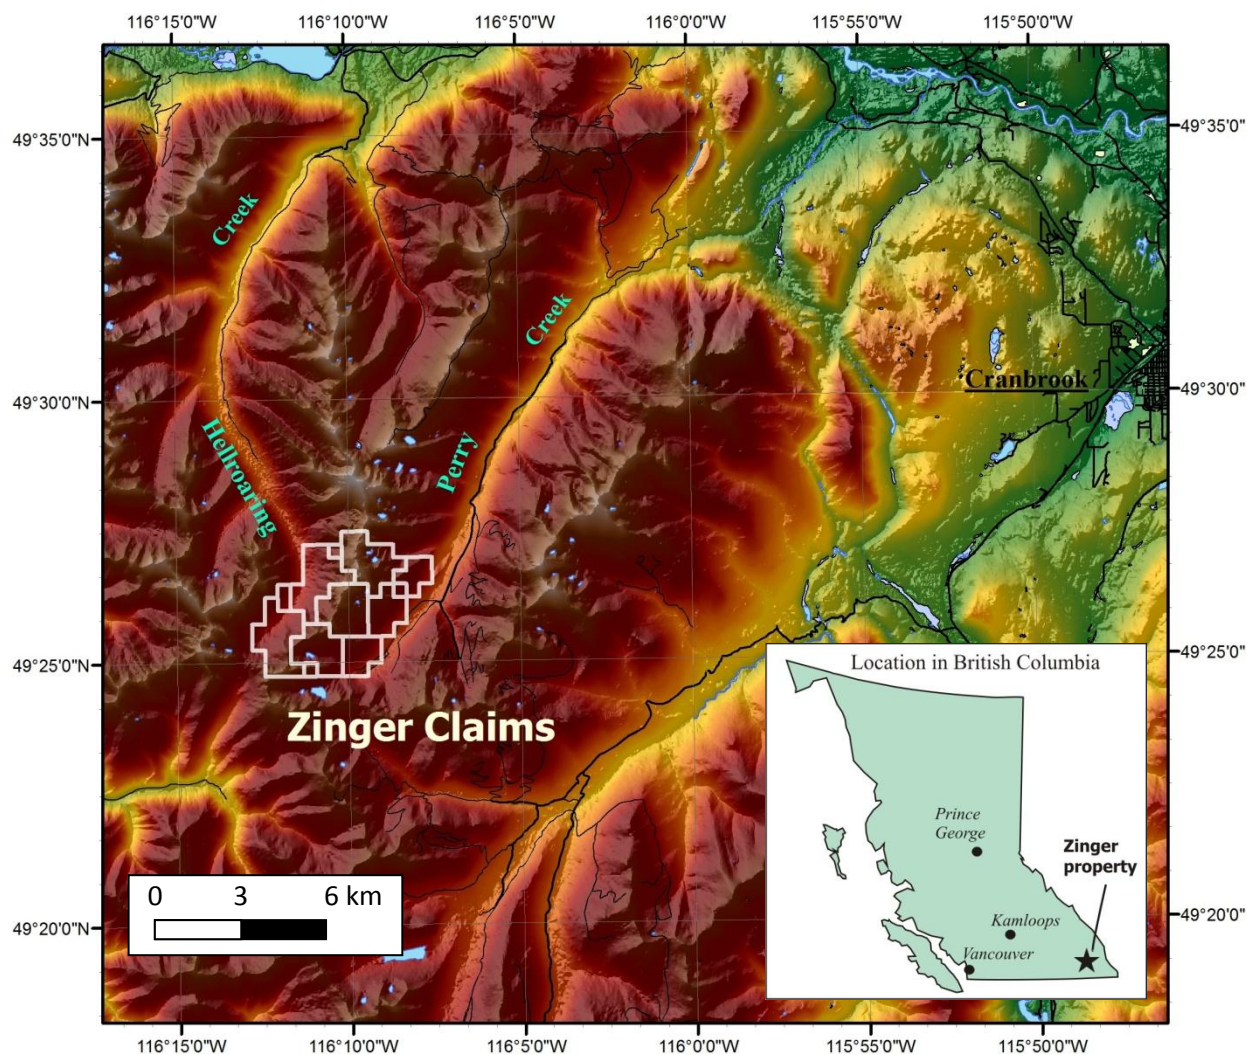 116°15'0"W 116°10'0"W 116°5'0"W 116°0'0"W 115°55'0"W 115°50'0"W
49°35'0"N 49°35'0"N
Creek
Creek
Cranbrook
49°30'0"N 49°30'0"N
Hellroaring
Perry
49°25'0"N 49°25'0"N
Zinger Claims
Location in British Columbia
Prince
George
Zinger
property
Kamloops
Vancouver
0 3 6 km
49°20'0"N 49°20'0"N
116°15'0"W 116°10'0"W 116°5'0"W 116°0'0"W 115°55'0"W 115°50'0"W